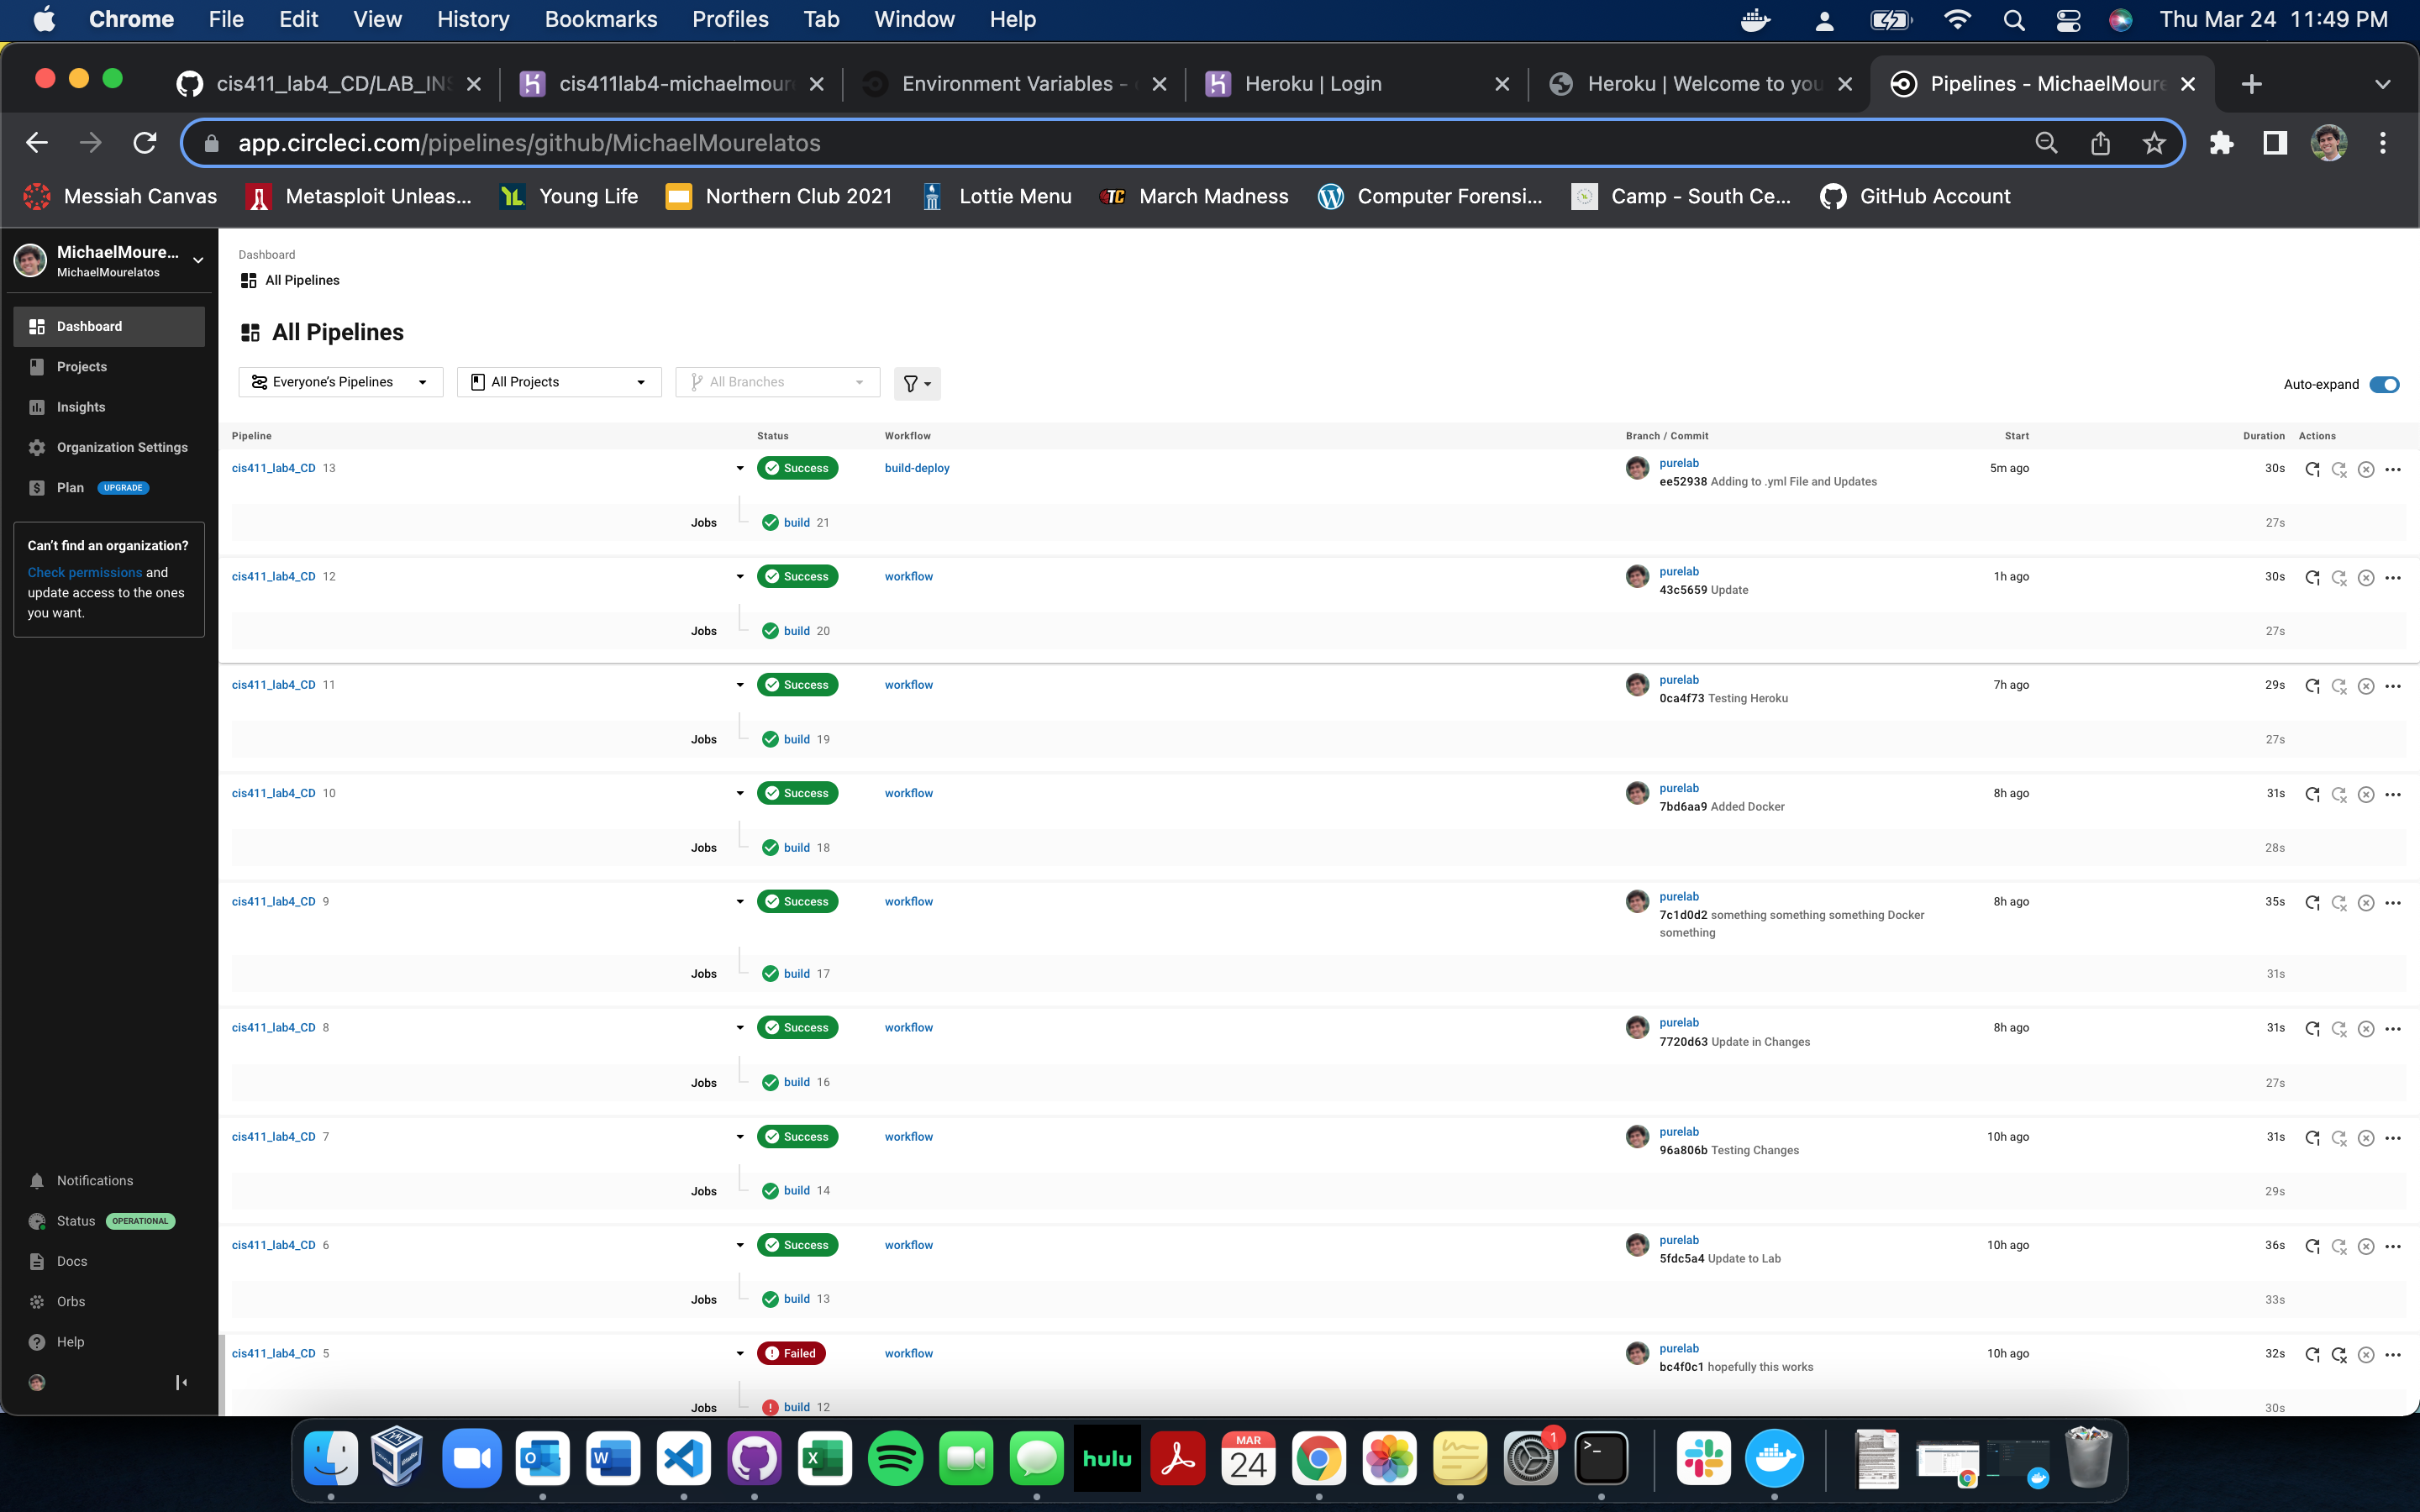 Chrome File Edit View History Bookmarks Profiles Tab Window Help Thu Mar 24 11:49 PM
cis411_lab4_CD/LAB_INS cis411lab4-michaelmoure Environment Variables - Heroku | Login Heroku | Welcome to you Pipelines - MichaelMoure
app.circleci.com/pipelines/github/MichaelMourelatos
Messiah Canvas Metasploit Unleas... Young Life Northern Club 2021 Lottie Menu March Madness Computer Forensi... Camp - South Ce... GitHub Account
MichaelMoure...
MichaelMourelatos
Dashboard
Projects
Insights
Organization Settings
Plan UPGRADE
Can't find an organization?
Check permissions and
update access to the ones
you want.
Notifications
Status OPERATIONAL
Docs
Orbs
Help
Dashboard
All Pipelines
All Pipelines
Everyone's Pipelines All Projects All Branches Auto-expand
Pipeline Status Workflow Branch / Commit Start Duration Actions
cis411_lab4_CD 13 Success build-deploy purelab 5m ago 30s
ee52938 Adding to .yml File and Updates
Jobs build 21 27s
cis411_lab4_CD 12 Success workflow purelab 1h ago 30s
43c5659 Update
Jobs build 20 27s
cis411_lab4_CD 11 Success workflow purelab 7h ago 29s
0ca4f73 Testing Heroku
Jobs build 19 27s
cis411_lab4_CD 10 Success workflow purelab 8h ago 31s
7bd6aa9 Added Docker
Jobs build 18 28s
cis411_lab4_CD 9 Success workflow purelab 8h ago 35s
7c1d0d2 something something something Docker
something
Jobs build 17 31s
cis411_lab4_CD 8 Success workflow purelab 8h ago 31s
7720d63 Update in Changes
Jobs build 16 27s
cis411_lab4_CD 7 Success workflow purelab 10h ago 31s
96a806b Testing Changes
Jobs build 14 29s
cis411_lab4_CD 6 Success workflow purelab 10h ago 36s
5fdc5a4 Update to Lab
Jobs build 13 33s
cis411_lab4_CD 5 Failed workflow purelab 10h ago 32s
bc4f0c1 hopefully this works
Jobs build 12 30s
hulu
MAR
24
1